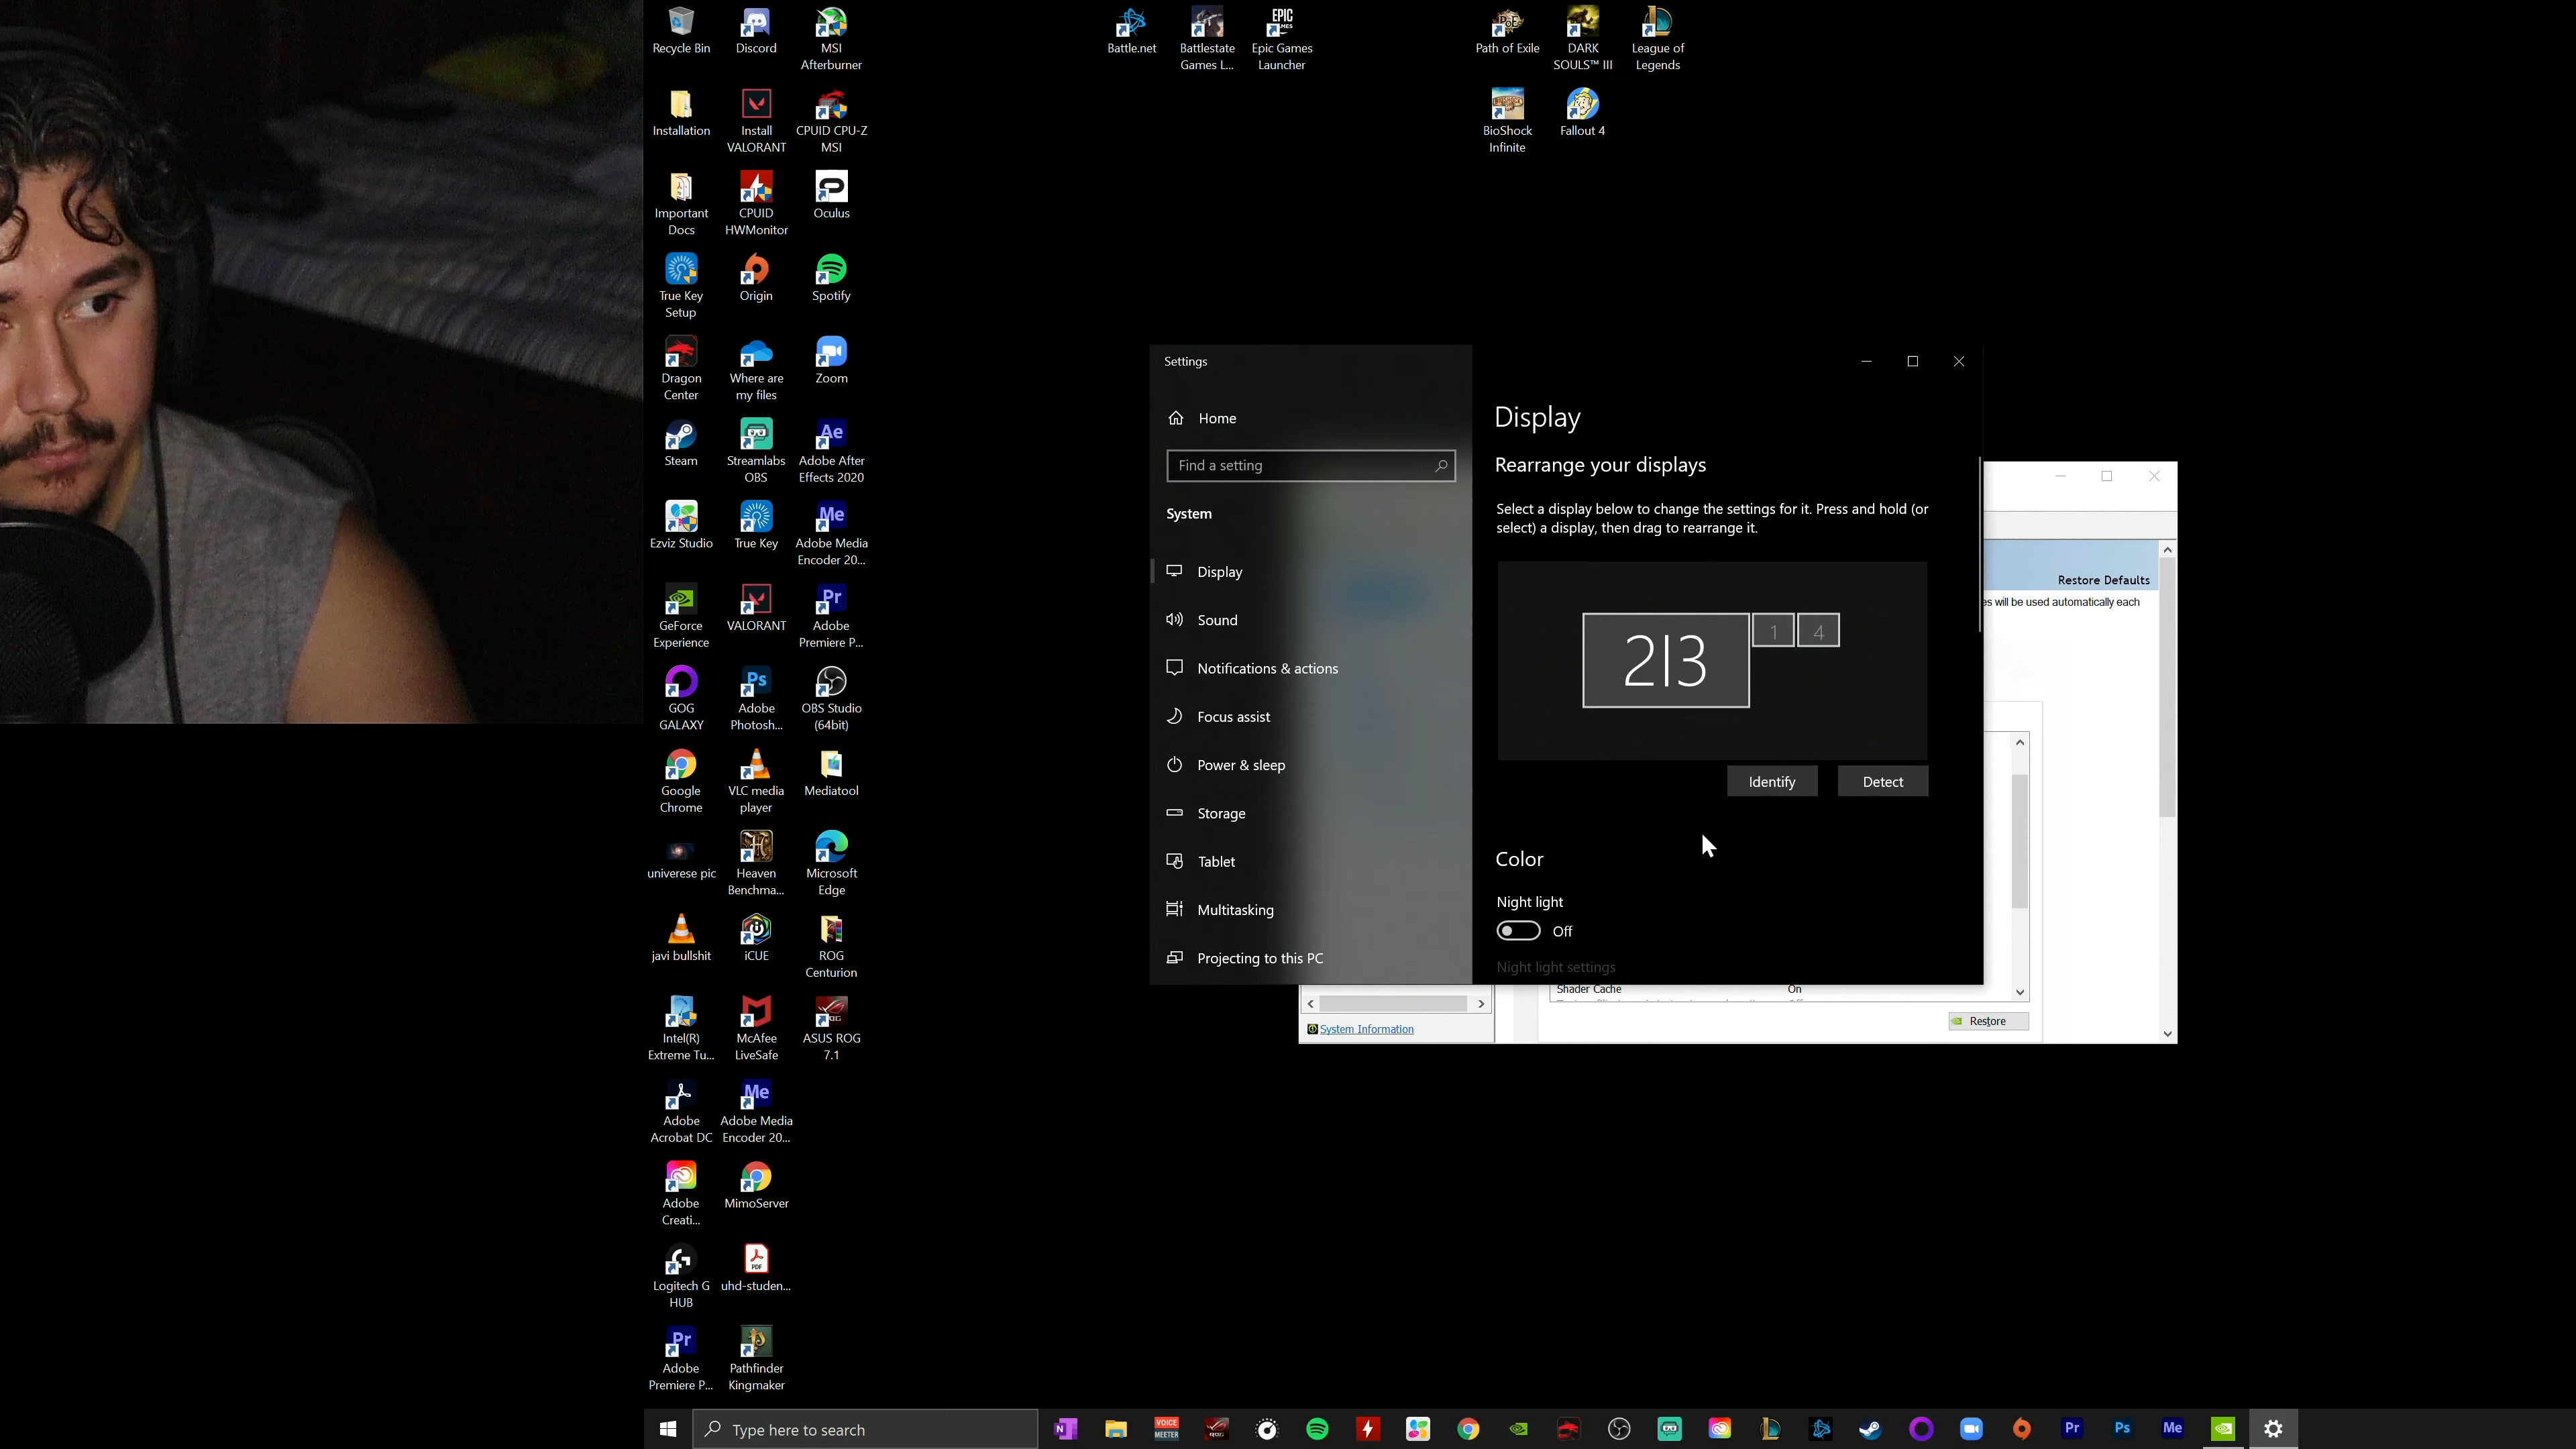 Recycle Bin
Discord
MSI
Afterburner
Battle.net
Battlestate
Games L...
Epic Games
Launcher
Path of Exile
DARK
SOULS™ III
League of
Legends
Installation
Install
VALORANT
CPUID CPU-Z
MSI
BioShock
Infinite
Fallout 4
Important
Docs
CPUID
HWMonitor
Oculus
True Key
Setup
Origin
Spotify
Dragon
Center
Where are
my files
Zoom
Steam
Streamlabs
OBS
Adobe After
Effects 2020
Ezviz Studio
True Key
Adobe Media
Encoder 20...
GeForce
Experience
VALORANT
Adobe
Premiere P...
GOG
GALAXY
Adobe
Photosh...
OBS Studio
(64bit)
Google
Chrome
VLC media
player
Mediatool
universe pic
Heaven
Benchma...
Microsoft
Edge
javi bullshit
iCUE
ROG
Centurion
Intel(R)
Extreme Tu...
McAfee
LiveSafe
ASUS ROG
7.1
Adobe
Acrobat DC
Adobe Media
Encoder 20...
Adobe
Creati...
MimoServer
Logitech G
HUB
uhd-studen...
Adobe
Premiere P...
Pathfinder
Kingmaker
Settings
Home
Find a setting
System
Display
Sound
Notifications & actions
Focus assist
Power & sleep
Storage
Tablet
Multitasking
Projecting to this PC
Display
Rearrange your displays
Select a display below to change the settings for it. Press and hold (or
select) a display, then drag to rearrange it.
2|3
1
4
Identify
Detect
Color
Night light
Off
Night light settings
Restore Defaults
es will be used automatically each
Shader Cache
On
Restore
System Information
Type here to search